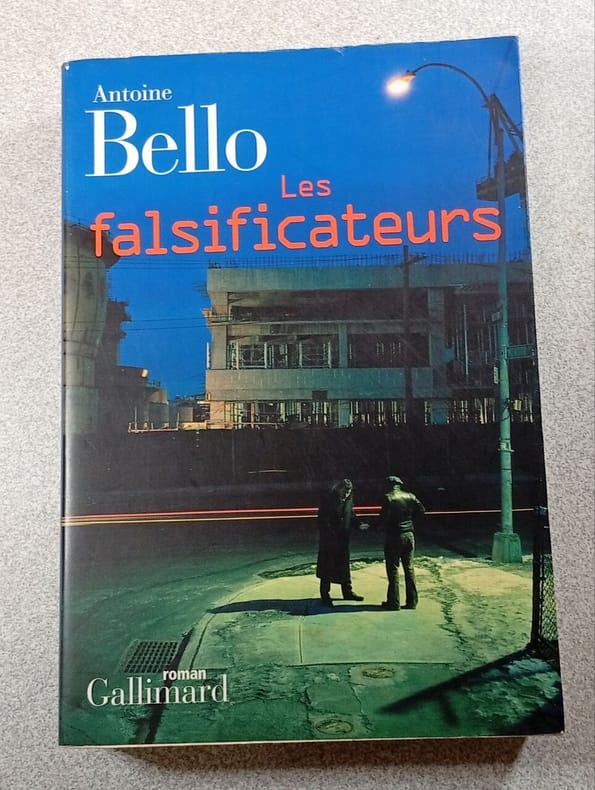 Antoine
Bello
Les
falsificateurs
roman
Gallimard